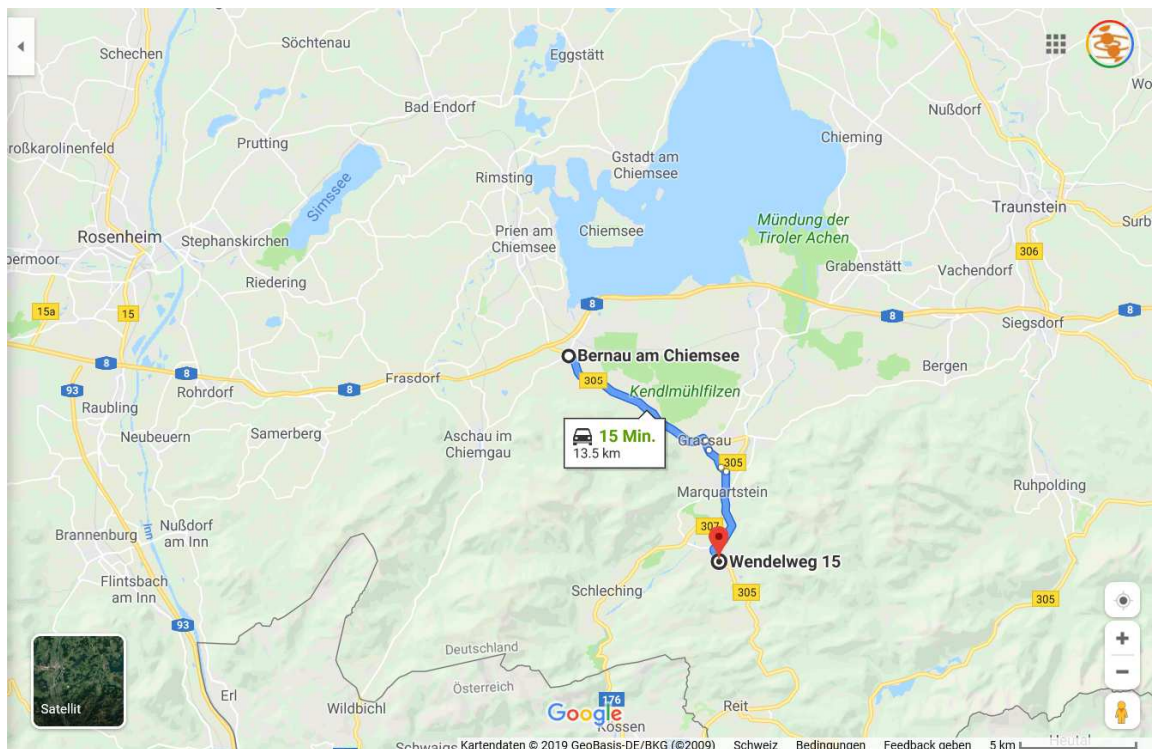 Schechen
Söchtenau
Eggstätt
Bad Endorf
Nußdorf
Wo
roßkarolinenfeld
Prutting
Chieming
Gstadt am
Chiemsee
Rimsting
Simssee
Traunstein
Mündung der
Tiroler Achen
Surb
Rosenheim
Stephanskirchen
Prien am
Chiemsee
Chiemsee
306
bermoor
Riedering
Grabenstätt
Vachendorf
15a
15
8
8
8
Siegsdorf
Bernau am Chiemsee
8
8
Frasdorf
305
Kendlmühlfilzen
Bergen
93
Rohrdorf
8
Raubling
Neubeuern
Samerberg
Aschau im
Chiemgau
15 Min.
13.5 km
Grassau
305
Marquartstein
Ruhpolding
Nußdorf
am Inn
Inn
Brannenburg
307
Wendelweg 15
Flintsbach
am Inn
Schleching
305
305
93
Deutschland
Österreich
Satellit
Erl
Wildbichl
176
Google
Kössen
Reit
Schwaigs
Kartendaten © 2019 GeoBasis-DE/BKG (©2009) Schweiz Bedingungen Feedback geben 5 km
Heutal